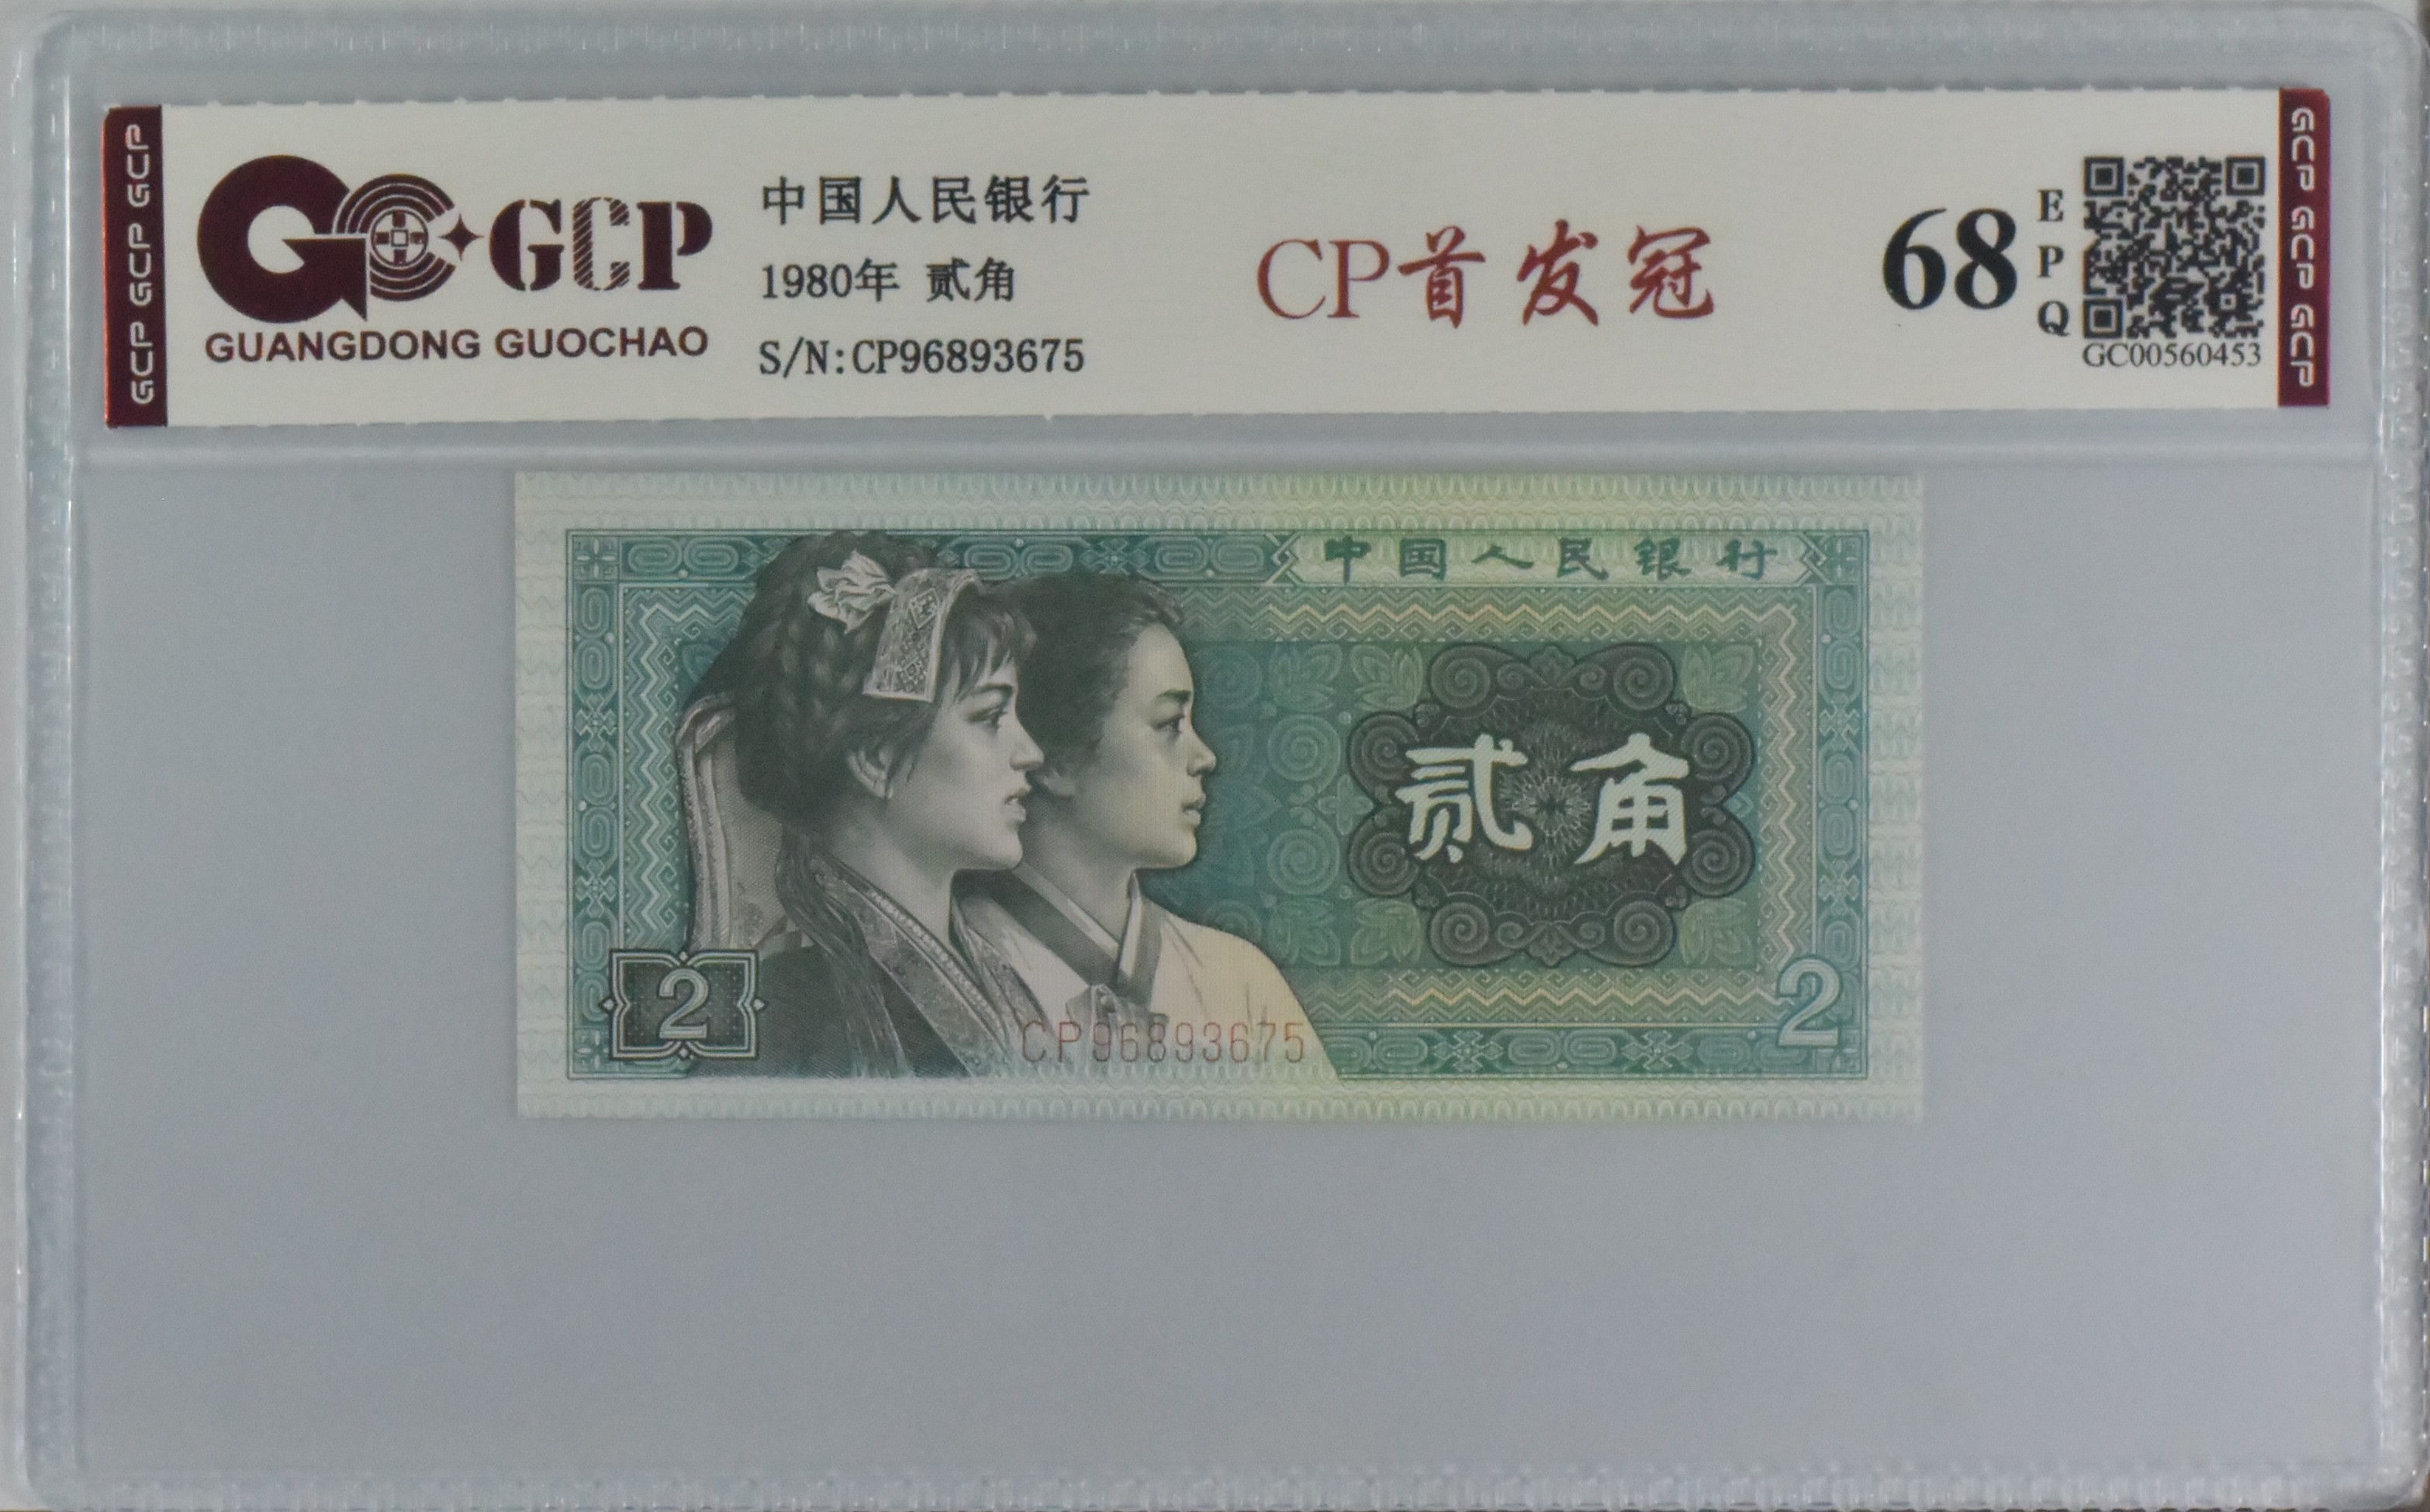 GCP GCP GCP
GCP
GUANGDONG GUOCHAO
中国人民银行
1980年 贰角
S/N:CP96893675
CP首发冠
68
EPQ
GC00560453
GCP GCP GCP
中国人民银行
贰角
2
2
CP96893675